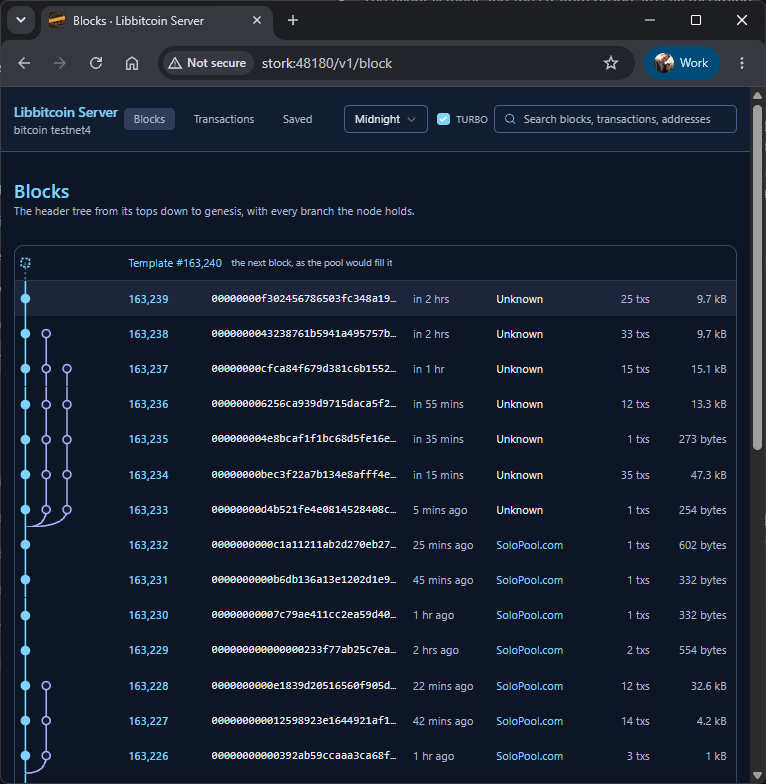 Blocks · Libbitcoin Server
Not secure stork:48180/v1/block Work
Libbitcoin Server
bitcoin testnet4
Blocks Transactions Saved Midnight TURBO Search blocks, transactions, addresses
Blocks
The header tree from its tops down to genesis, with every branch the node holds.
Template #163,240 the next block, as the pool would fill it
163,239 00000000f302456786503fc348a19… in 2 hrs Unknown 25 txs 9.7 kB
163,238 0000000043238761b5941a495757b… in 2 hrs Unknown 33 txs 9.7 kB
163,237 00000000cfca84f679d381c6b1552… in 1 hr Unknown 15 txs 15.1 kB
163,236 000000006256ca939d9715daca5f2… in 55 mins Unknown 12 txs 13.3 kB
163,235 000000004e8bcaf1f1bc68d5fe16e… in 35 mins Unknown 1 txs 273 bytes
163,234 00000000bec3f22a7b134e8afff4e… in 15 mins Unknown 35 txs 47.3 kB
163,233 00000000d4b521fe4e0814528408c… 5 mins ago Unknown 1 txs 254 bytes
163,232 0000000000c1a11211ab2d270eb27… 25 mins ago SoloPool.com 1 txs 602 bytes
163,231 0000000000b6db136a13e1202d1e9… 45 mins ago SoloPool.com 1 txs 332 bytes
163,230 0000000007c79ae411cc2ea59d40… 1 hr ago SoloPool.com 1 txs 332 bytes
163,229 000000000000000233f77ab25c7ea… 2 hrs ago SoloPool.com 2 txs 554 bytes
163,228 0000000000e1839d20516560f905d… 22 mins ago SoloPool.com 12 txs 32.6 kB
163,227 000000000012598923e1644921af1… 42 mins ago SoloPool.com 14 txs 4.2 kB
163,226 0000000000392ab59ccaaa3ca68f… 1 hr ago SoloPool.com 3 txs 1 kB